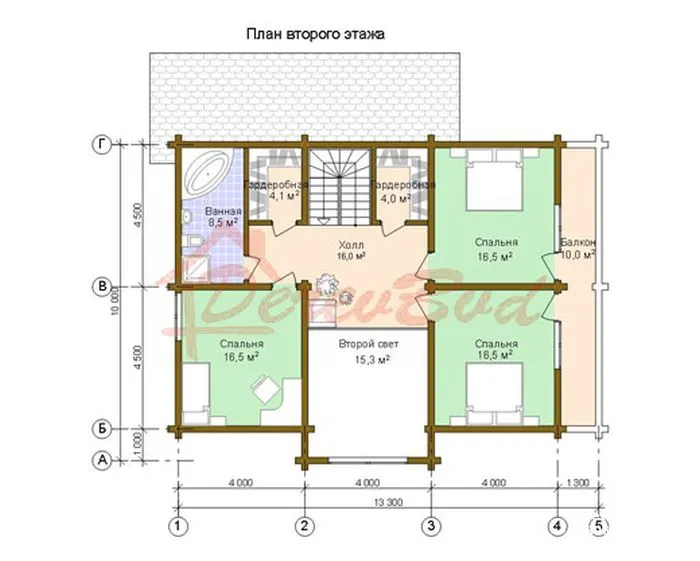 План второго этажа
Г
Гардеробная
4,1 м²
Гардеробная
4,0 м²
Ванная
8,5 м²
Холл
16,0 м²
Спальня
16,5 м²
Балкон
10,0 м²
4 500
В
10 000
DenwBud
Спальня
16,5 м²
Второй свет
15,3 м²
Спальня
16,5 м²
4 500
Б
1 000
А
4 000
4 000
4 000
1 300
13 300
1
2
3
4
5